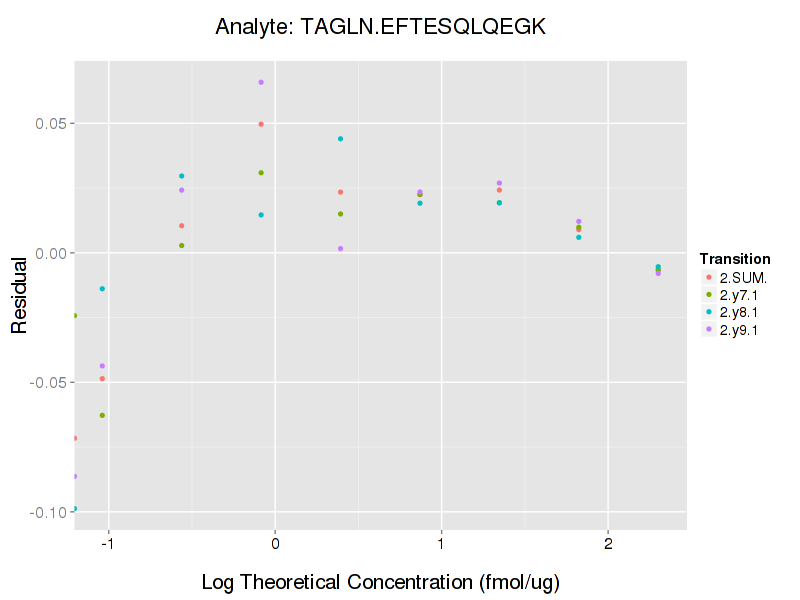 Analyte: TAGLN.EFTESQLQEGK
Residual
0.05
0.00
-0.05
-0.10
-1
0
1
2
Log Theoretical Concentration (fmol/ug)
Transition
2.SUM.
2.y7.1
2.y8.1
2.y9.1